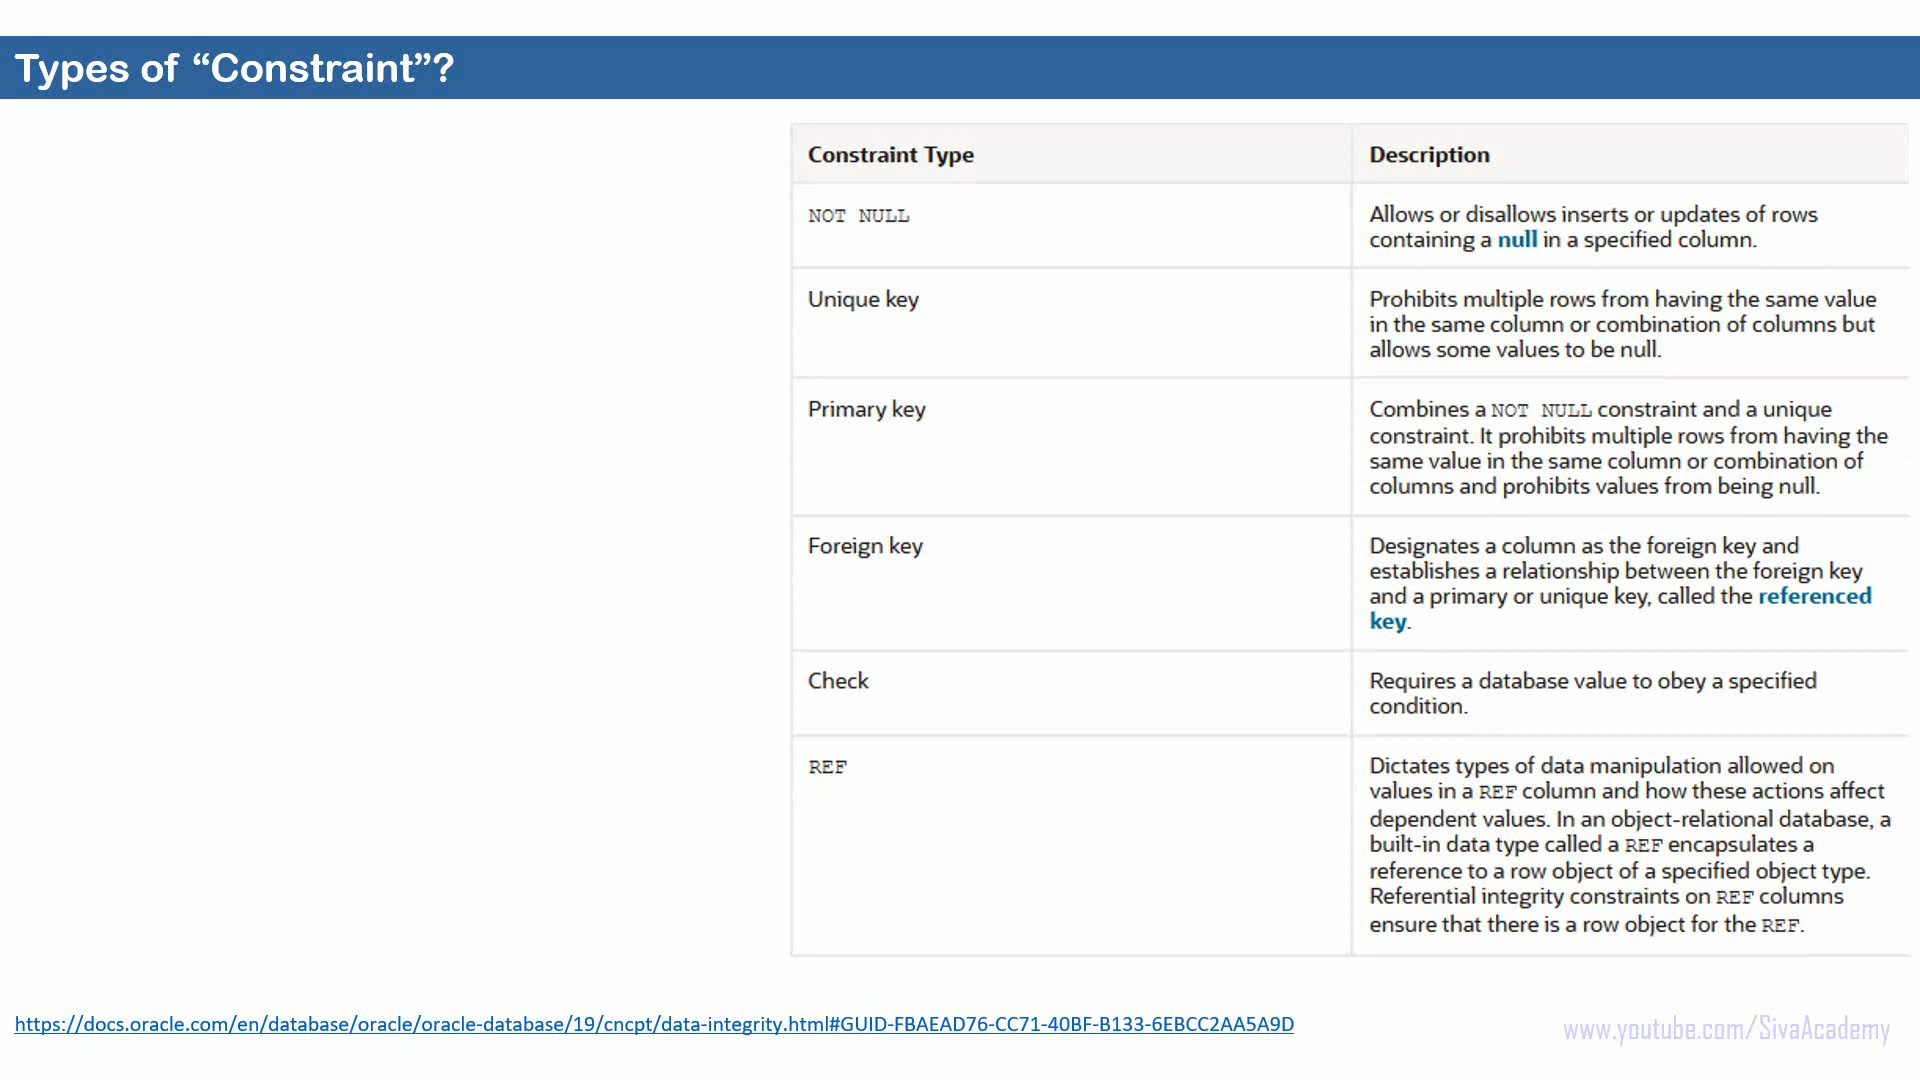 Types of “Constraint”?
Constraint Type
Description
NOT NULL
Allows or disallows inserts or updates of rows
containing a null in a specified column.
Unique key
Prohibits multiple rows from having the same value
in the same column or combination of columns but
allows some values to be null.
Primary key
Combines a NOT NULL constraint and a unique
constraint. It prohibits multiple rows from having the
same value in the same column or combination of
columns and prohibits values from being null.
Foreign key
Designates a column as the foreign key and
establishes a relationship between the foreign key
and a primary or unique key, called the referenced
key.
Check
Requires a database value to obey a specified
condition.
REF
Dictates types of data manipulation allowed on
values in a REF column and how these actions affect
dependent values. In an object-relational database, a
built-in data type called a REF encapsulates a
reference to a row object of a specified object type.
Referential integrity constraints on REF columns
ensure that there is a row object for the REF.
https://docs.oracle.com/en/database/oracle/oracle-database/19/cncpt/data-integrity.html#GUID-FBAEAD76-CC71-40BF-B133-6EBCC2AA5A9D
www.youtube.com/SivaAcademy